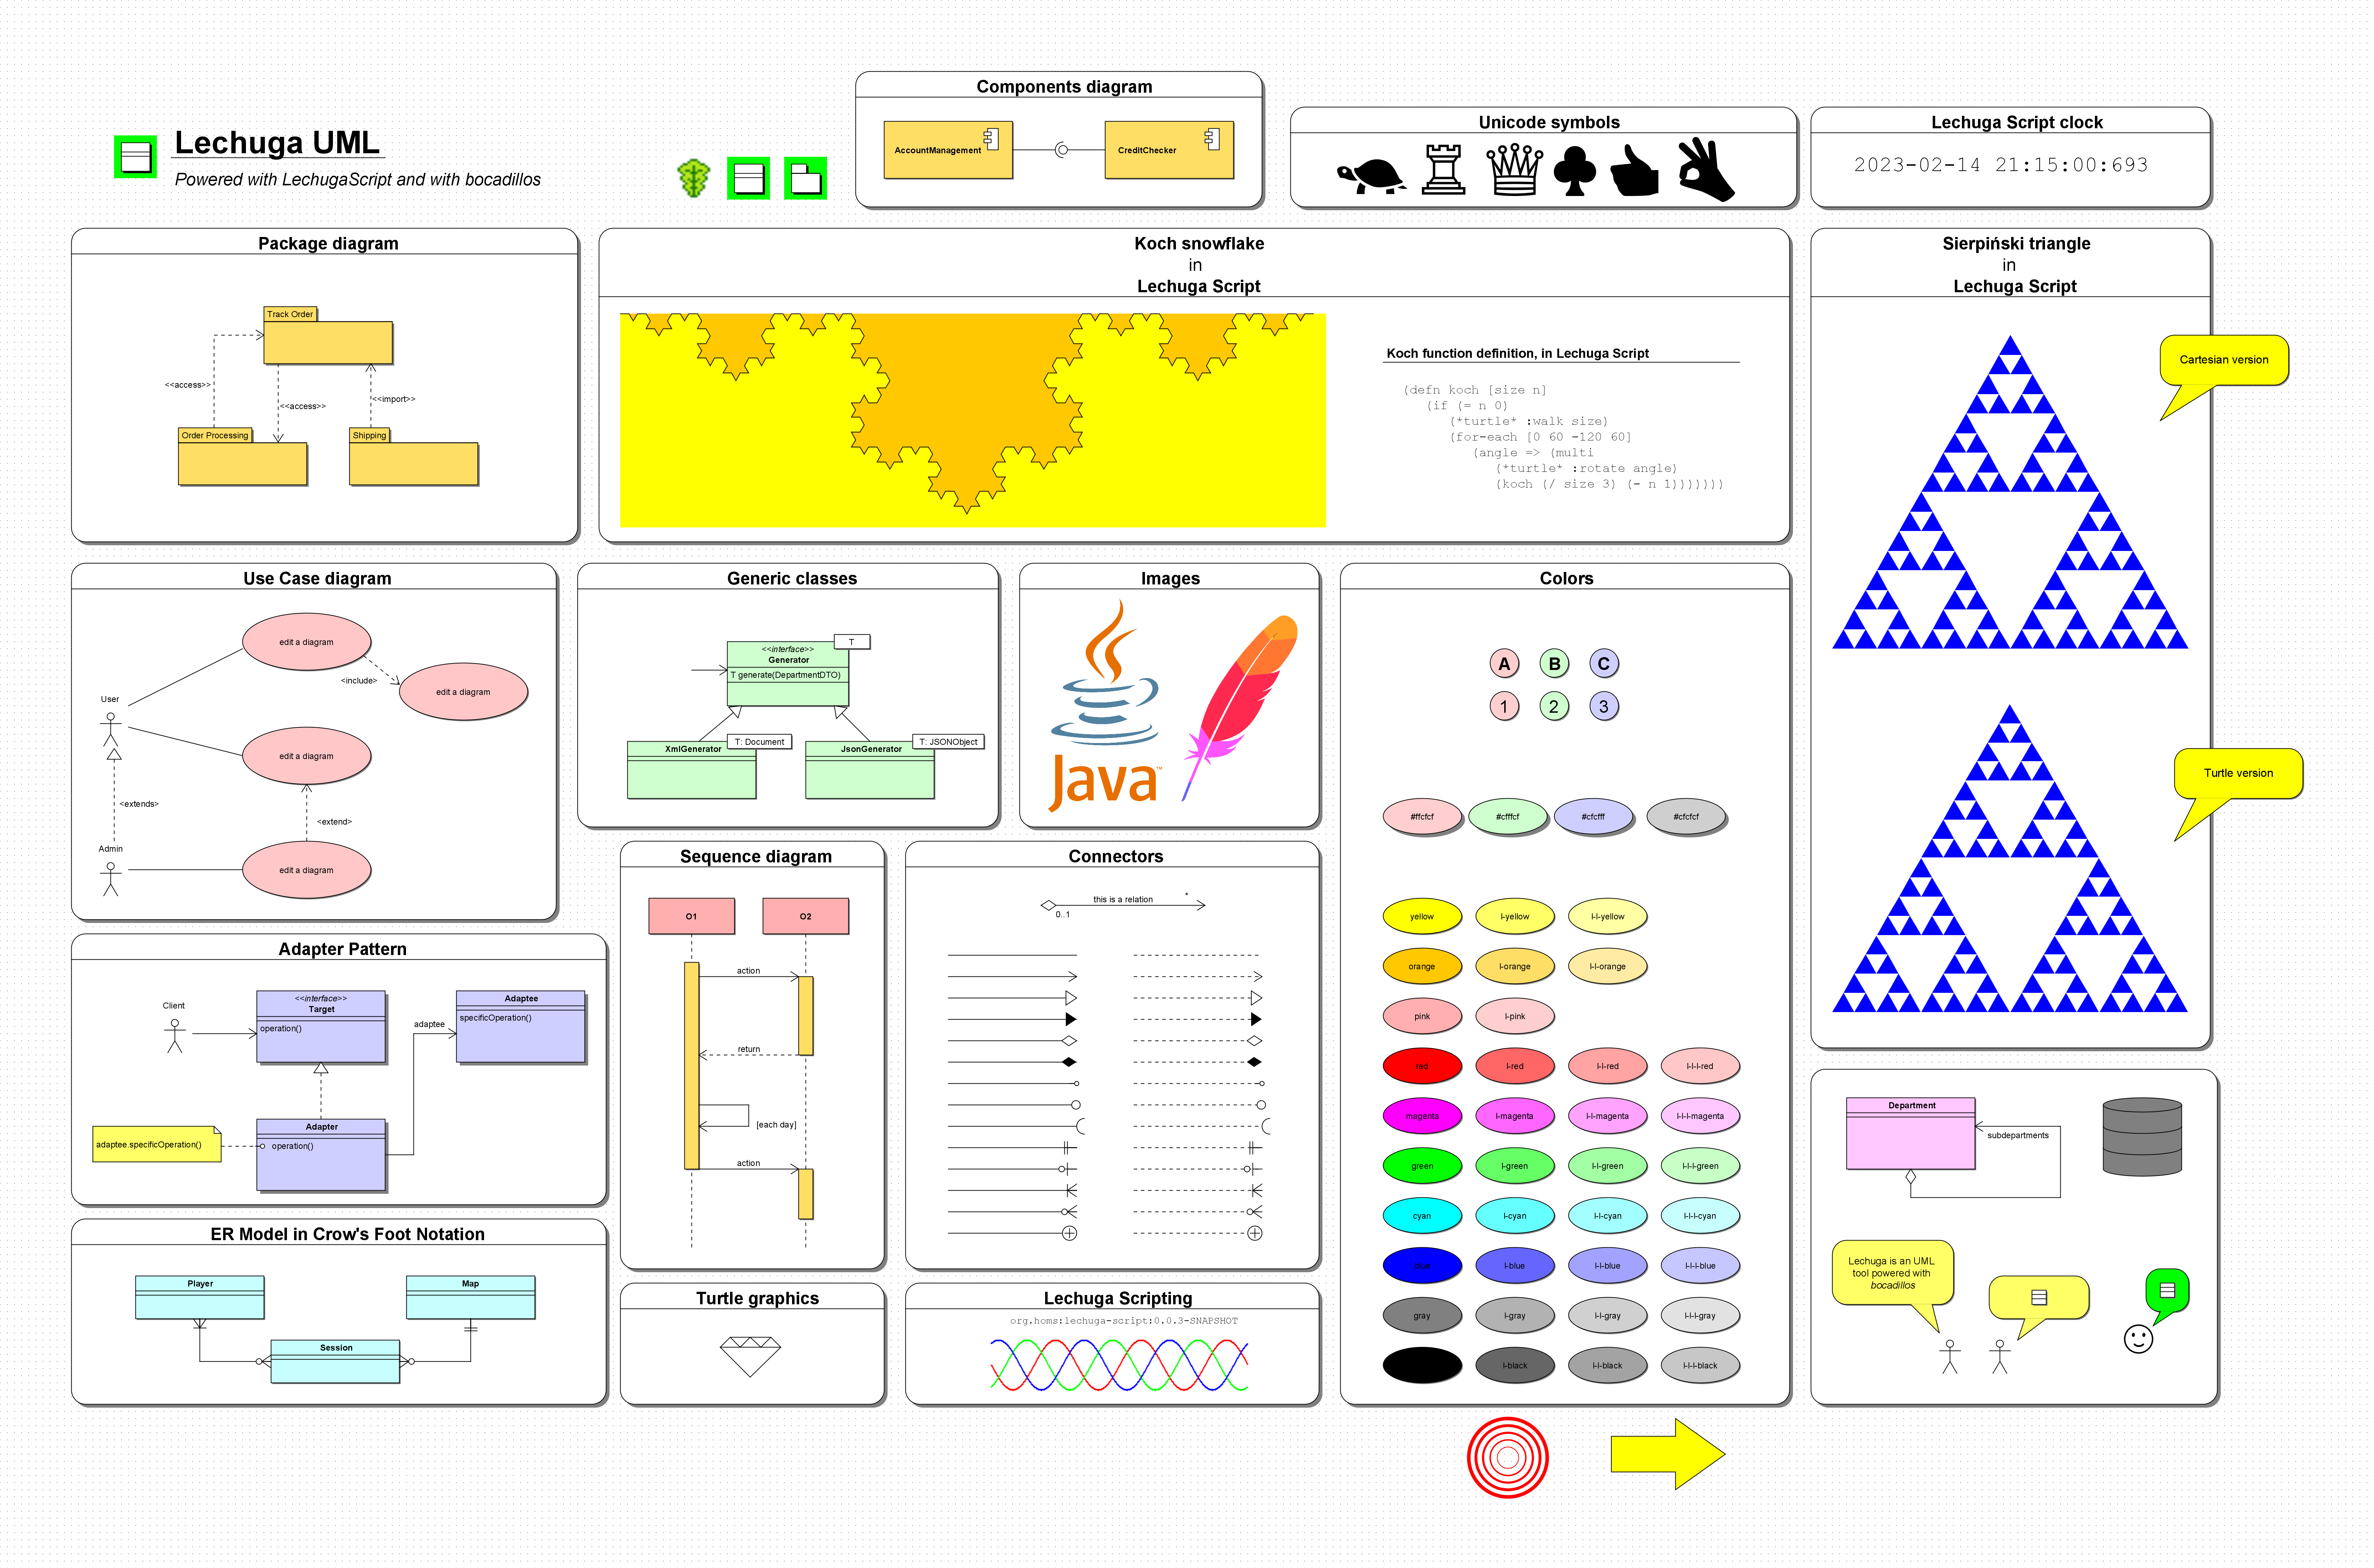 Lechuga UML
Powered with LechugaScript and with bocadillos
Components diagram
AccountManagement
CreditChecker
Unicode symbols
Lechuga Script clock
2023-02-14 21:15:00:693
Package diagram
Track Order
<<access>>
<<access>>
<<import>>
Order Processing
Shipping
Koch snowflake
in
Lechuga Script
Koch function definition, in Lechuga Script
(defn koch [size n]
(if (= n 0)
(*turtle* :walk size)
(for-each [0 60 -120 60]
(angle => (multi
(*turtle* :rotate angle)
(koch (/ size 3) (- n 1)))))))
Sierpiński triangle
in
Lechuga Script
Cartesian version
Turtle version
Use Case diagram
edit a diagram
<include>
edit a diagram
User
edit a diagram
<extends>
<extend>
Admin
edit a diagram
Generic classes
T
<<interface>>
Generator
T generate(DepartmentDTO)
T: Document
XmlGenerator
T: JSONObject
JsonGenerator
Images
Java™
Colors
A
B
C
1
2
3
#ffcfcf
#cfffcf
#cfcfff
#cfcfcf
yellow
l-yellow
l-l-yellow
orange
l-orange
l-l-orange
pink
l-pink
red
l-red
l-l-red
l-l-l-red
magenta
l-magenta
l-l-magenta
l-l-l-magenta
green
l-green
l-l-green
l-l-l-green
cyan
l-cyan
l-l-cyan
l-l-l-cyan
blue
l-blue
l-l-blue
l-l-l-blue
gray
l-gray
l-l-gray
l-l-l-gray
l-black
l-l-black
l-l-l-black
Adapter Pattern
Client
<<interface>>
Target
operation()
adaptee
Adaptee
specificOperation()
adaptee.specificOperation()
Adapter
operation()
Sequence diagram
O1
O2
action
return
[each day]
action
Connectors
this is a relation
*
0..1
ER Model in Crow's Foot Notation
Player
Map
Session
Turtle graphics
Lechuga Scripting
org.homs:lechuga-script:0.0.3-SNAPSHOT
Department
subdepartments
Lechuga is an UML
tool powered with
bocadillos